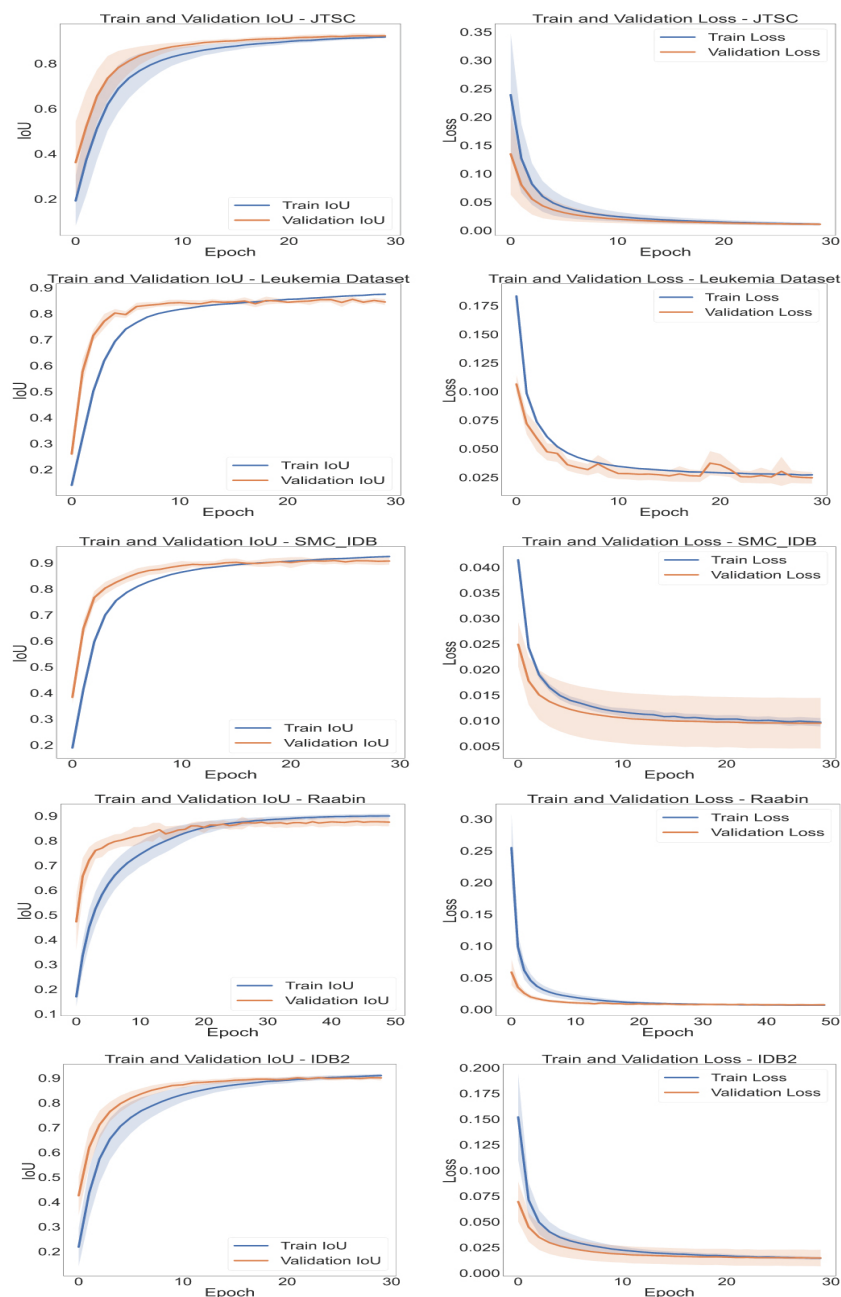 Train and Validation IoU - JTSC
0.8
0.6
0.4
0.2
IoU
Train IoU
Validation IoU
10
20
30
Epoch
Train and Validation Loss - JTSC
0.35
0.30
0.25
0.20
0.15
0.10
0.05
0.00
Loss
Train Loss
Validation Loss
0
10
20
30
Epoch
Train and Validation IoU - Leukemia Dataset
0.9
0.8
0.7
0.6
0.5
0.4
0.3
0.2
IoU
Train IoU
Validation IoU
0
10
20
30
Epoch
Train and Validation Loss - Leukemia Dataset
0.175
0.150
0.125
0.100
0.075
0.050
0.025
Loss
Train Loss
Validation Loss
0
10
20
30
Epoch
Train and Validation IoU - SMC_IDB
0.9
0.8
0.7
0.6
0.5
0.4
0.3
0.2
IoU
Train IoU
Validation IoU
0
10
20
30
Epoch
Train and Validation Loss - SMC_IDB
0.040
0.035
0.030
0.025
0.020
0.015
0.010
0.005
Loss
Train Loss
Validation Loss
0
10
20
30
Epoch
Train and Validation IoU - Raabin
0.9
0.8
0.7
0.6
0.5
0.4
0.3
0.2
0.1
IoU
Train IoU
Validation IoU
0
10
20
30
40
50
Epoch
Train and Validation Loss - Raabin
0.30
0.25
0.20
0.15
0.10
0.05
0.00
Loss
Train Loss
Validation Loss
0
10
20
30
40
50
Epoch
Train and Validation IoU - IDB2
0.9
0.8
0.7
0.6
0.5
0.4
0.3
0.2
IoU
Train IoU
Validation IoU
0
10
20
30
Epoch
Train and Validation Loss - IDB2
0.200
0.175
0.150
0.125
0.100
0.075
0.050
0.025
0.000
Loss
Train Loss
Validation Loss
0
10
20
30
Epoch